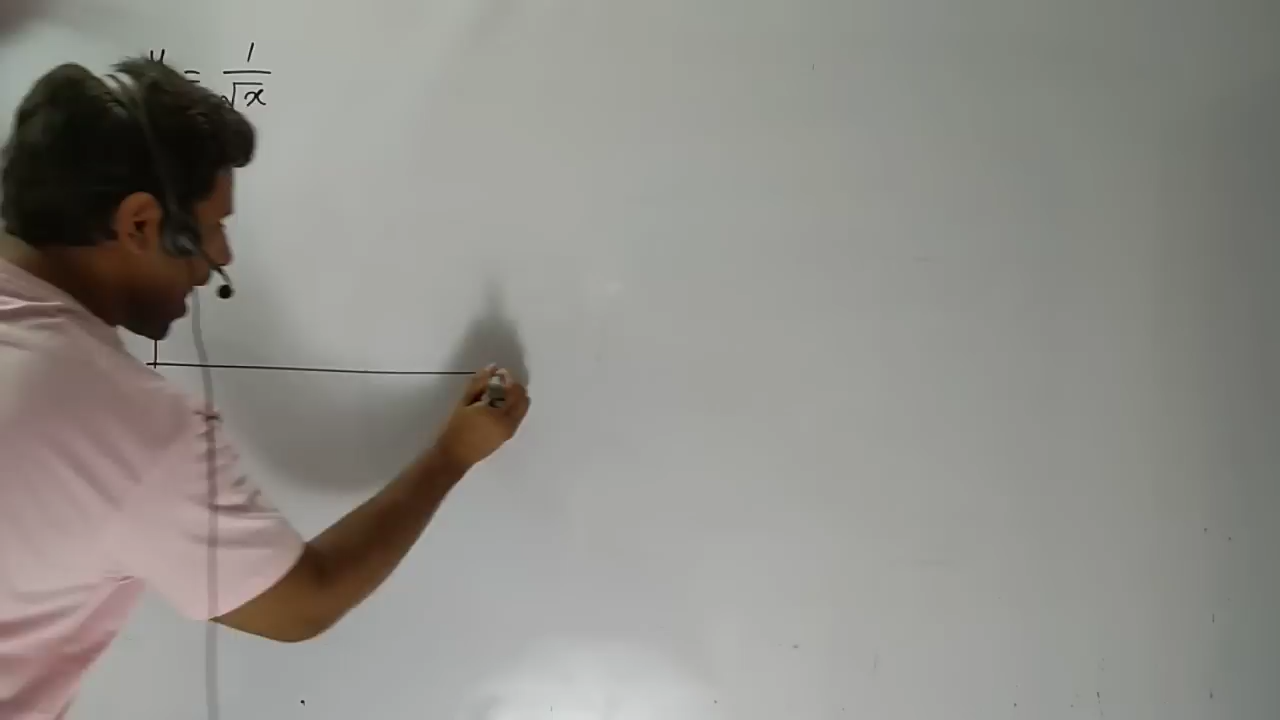 y = 1/√x